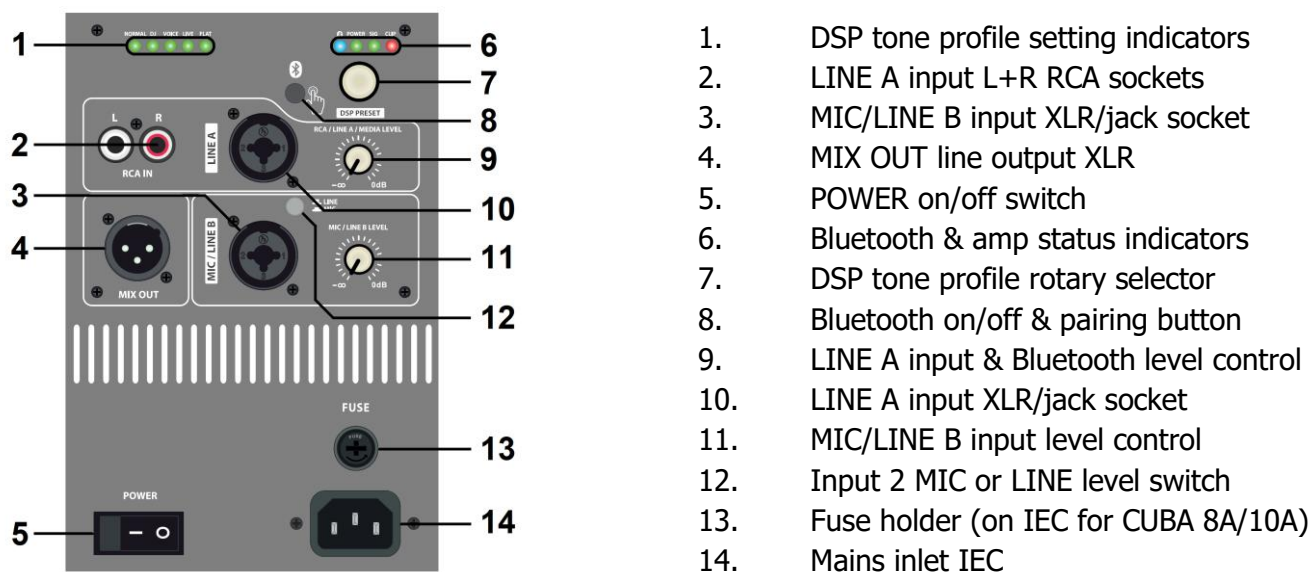 NORMAL DJ VOICE LIVE FLAT
POWER SIG CLIP
DSP PRESET
L R
RCA IN
LINE A
RCA / LINE A / MEDIA LEVEL
-∞ 0dB
LINE
MIC
MIC / LINE B
MIC / LINE B LEVEL
-∞ 0dB
MIX OUT
FUSE
FUSE
POWER
1
2
3
4
5
6
7
8
9
10
11
12
13
14
1. DSP tone profile setting indicators
2. LINE A input L+R RCA sockets
3. MIC/LINE B input XLR/jack socket
4. MIX OUT line output XLR
5. POWER on/off switch
6. Bluetooth & amp status indicators
7. DSP tone profile rotary selector
8. Bluetooth on/off & pairing button
9. LINE A input & Bluetooth level control
10. LINE A input XLR/jack socket
11. MIC/LINE B input level control
12. Input 2 MIC or LINE level switch
13. Fuse holder (on IEC for CUBA 8A/10A)
14. Mains inlet IEC